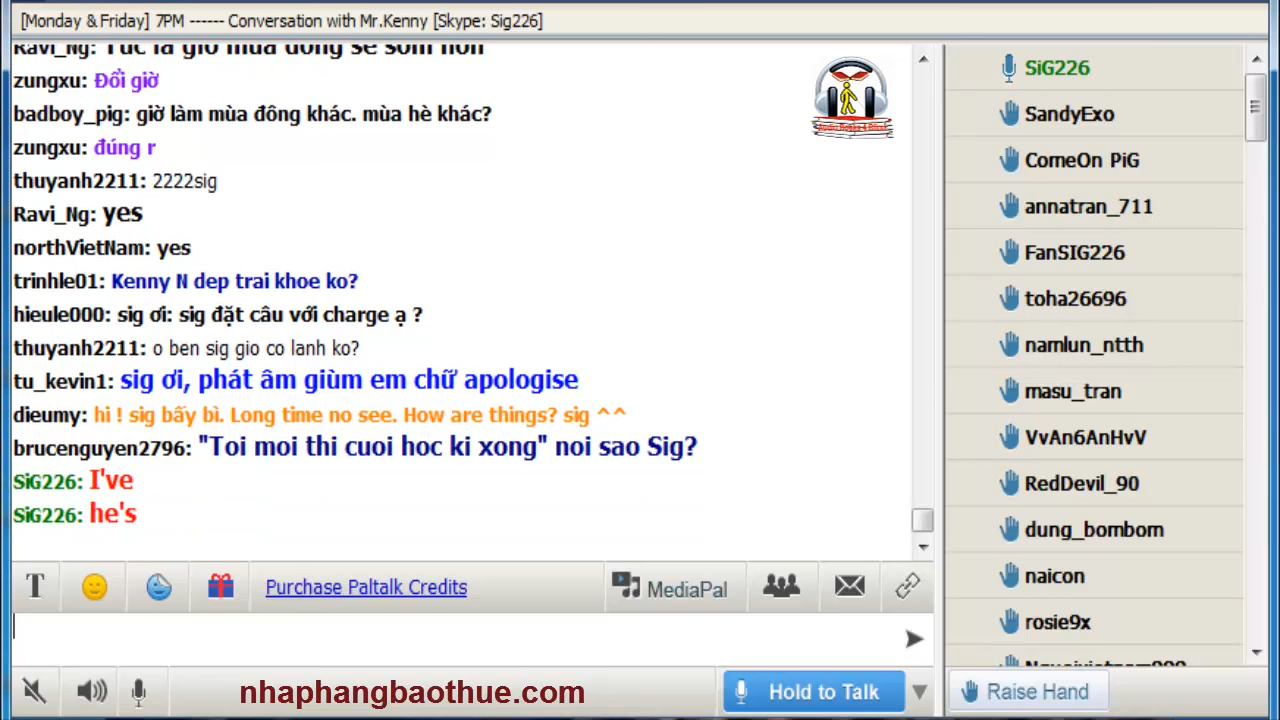 [Monday & Friday] 7PM ------ Conversation with Mr.Kenny [Skype: Sig226]
zungxu: Đổi giờ
badboy_pig: giờ làm mùa đông khác. mùa hè khác?
zungxu: đúng r
thuyanh2211: 2222sig
Ravi_Ng: yes
northVietNam: yes
trinhle01: Kenny N dep trai khoe ko?
hieule000: sig ơi: sig đặt câu với charge ạ ?
thuyanh2211: o ben sig gio co lanh ko?
tu_kevin1: sig ơi, phát âm giùm em chữ apologise
dieumy: hi ! sig bấy bì. Long time no see. How are things? sig ^^
brucenguyen2796: "Toi moi thi cuoi hoc ki xong" noi sao Sig?
SiG226: I've
SiG226: he's
SiG226
SandyExo
ComeOn PiG
annatran_711
FanSIG226
toha26696
namlun_ntth
masu_tran
VvAn6AnHvV
RedDevil_90
dung_bombom
naicon
rosie9x
T
Purchase Paltalk Credits
MediaPal
nhaphangbaothue.com
Hold to Talk
Raise Hand